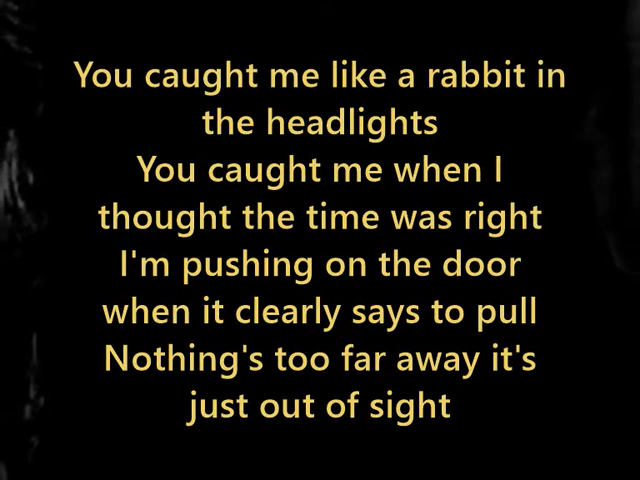 You caught me like a rabbit in
the headlights
You caught me when I
thought the time was right
I'm pushing on the door
when it clearly says to pull
Nothing's too far away it's
just out of sight